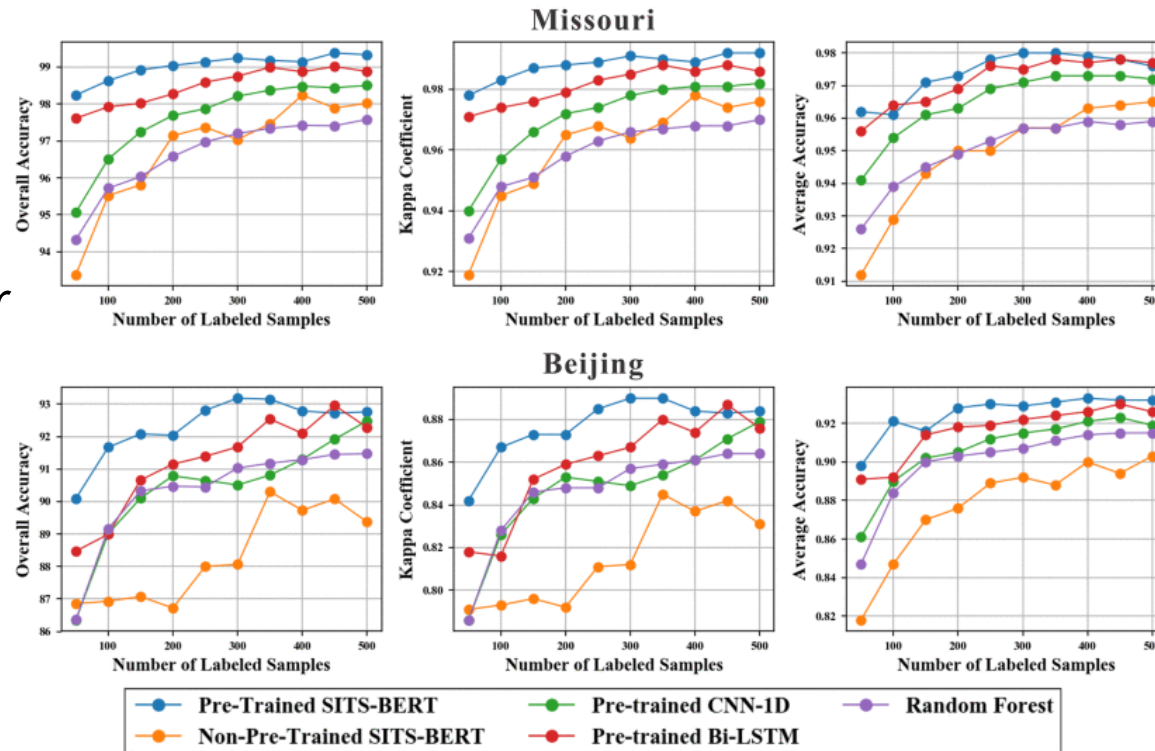 Missouri
Overall Accuracy
99
98
97
96
95
94
100 200 300 400 500
Number of Labeled Samples
Kappa Coefficient
0.98
0.96
0.94
0.92
100 200 300 400 500
Number of Labeled Samples
Average Accuracy
0.98
0.97
0.96
0.95
0.94
0.93
0.92
0.91
100 200 300 400 500
Number of Labeled Samples
Beijing
Overall Accuracy
93
92
91
90
89
88
87
86
100 200 300 400 500
Number of Labeled Samples
Kappa Coefficient
0.88
0.86
0.84
0.82
0.80
100 200 300 400 500
Number of Labeled Samples
Average Accuracy
0.92
0.90
0.88
0.86
0.84
0.82
100 200 300 400 500
Number of Labeled Samples
Pre-Trained SITS-BERT Pre-trained CNN-1D Random Forest
Non-Pre-Trained SITS-BERT Pre-trained Bi-LSTM